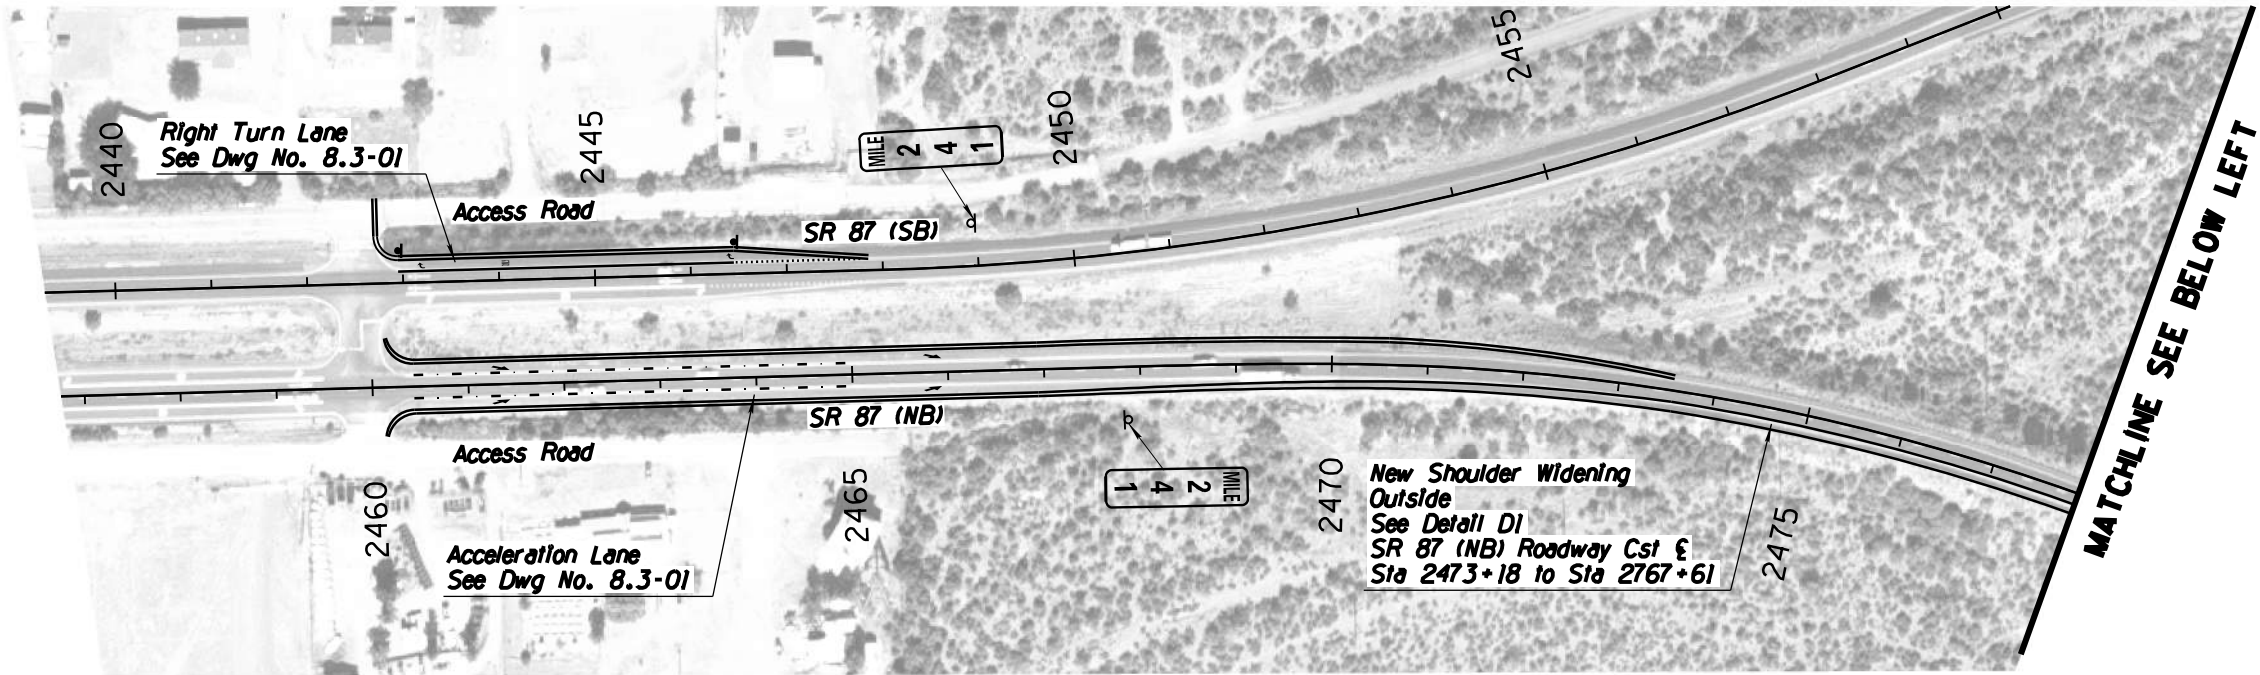 2440
Right Turn Lane
See Dwg No. 8.3-01
2445
MILE
2
4
1
2450
2455
Access Road
SR 87 (SB)
SR 87 (NB)
Access Road
2460
Acceleration Lane
See Dwg No. 8.3-01
2465
MILE
2
4
1
2470
New Shoulder Widening
Outside
See Detail D1
SR 87 (NB) Roadway Cst ℄
Sta 2473+18 to Sta 2767+61
2475
MATCHLINE SEE BELOW LEFT